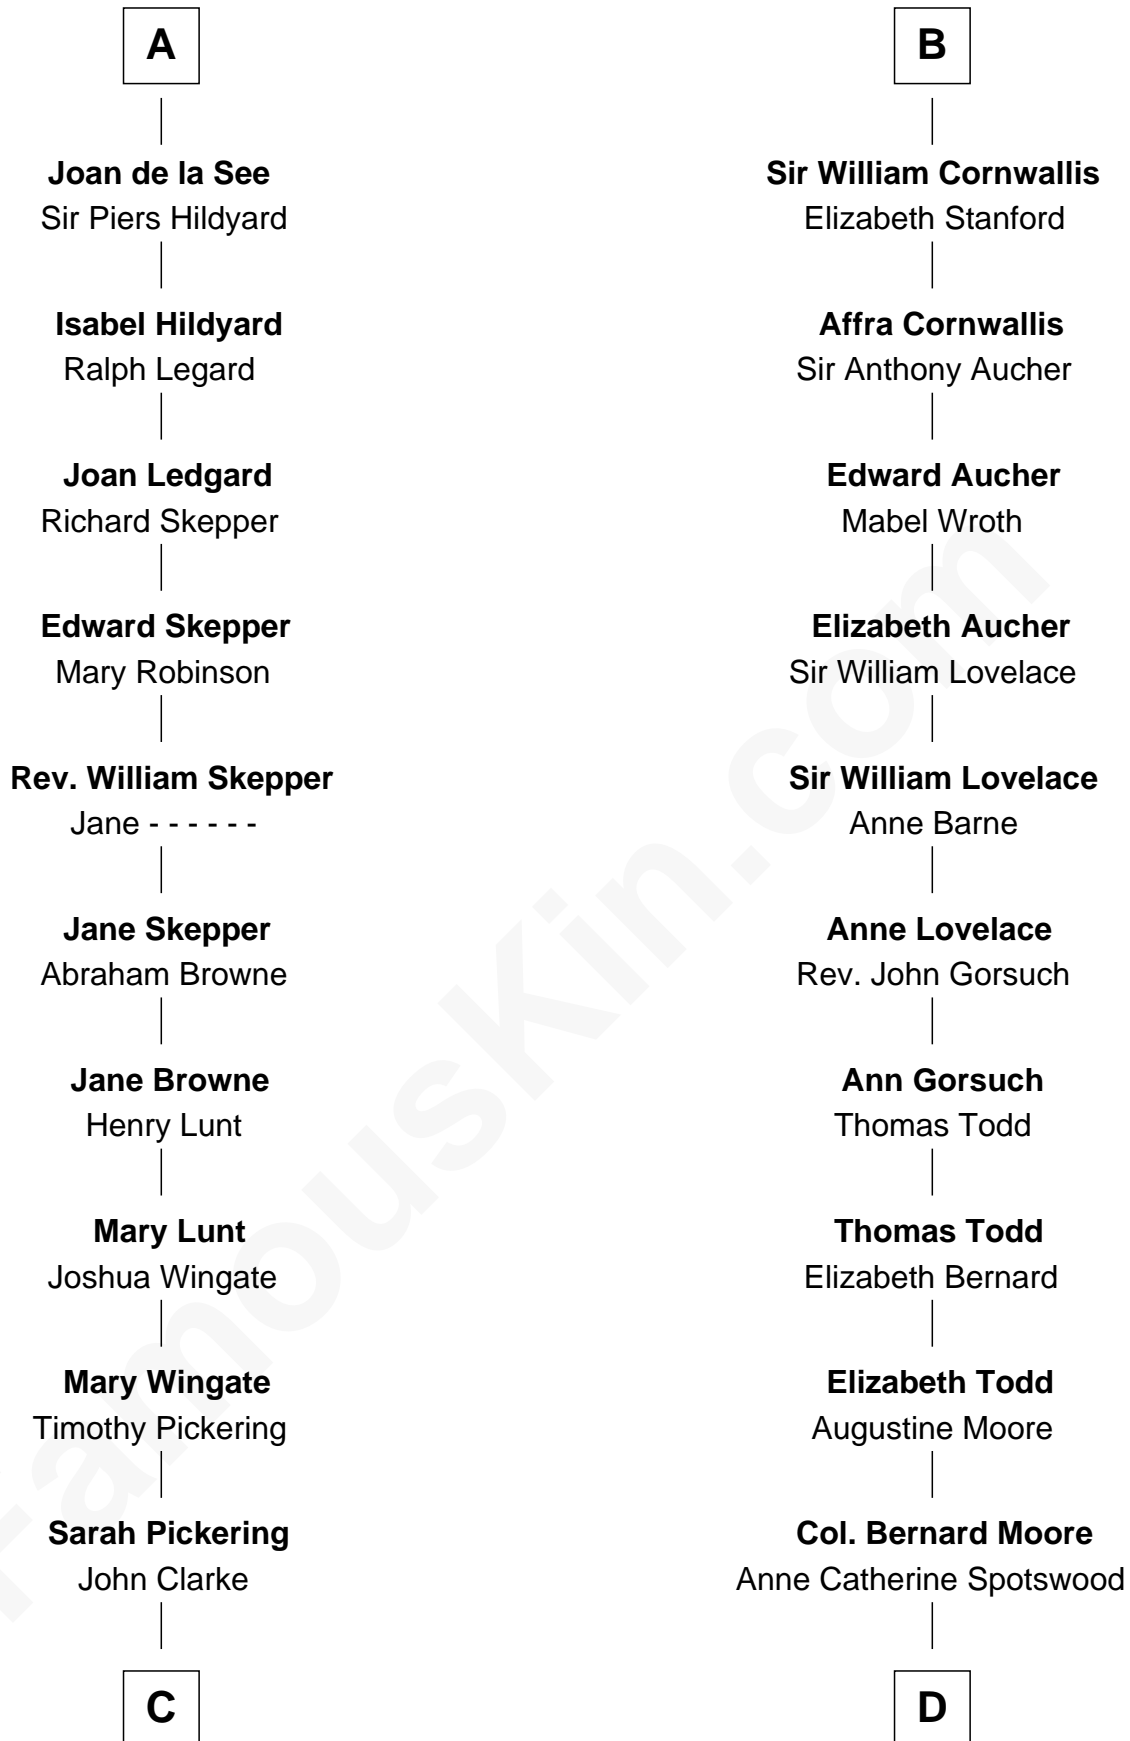 A
Joan de la See
Sir Piers Hildyard
Isabel Hildyard
Ralph Legard
Joan Ledgard
Richard Skepper
Edward Skepper
Mary Robinson
Rev. William Skepper
Jane - - - - - -
Jane Skepper
Abraham Browne
Jane Browne
Henry Lunt
Mary Lunt
Joshua Wingate
Mary Wingate
Timothy Pickering
Sarah Pickering
John Clarke
C
B
Sir William Cornwallis
Elizabeth Stanford
Affra Cornwallis
Sir Anthony Aucher
Edward Aucher
Mabel Wroth
Elizabeth Aucher
Sir William Lovelace
Sir William Lovelace
Anne Barne
Anne Lovelace
Rev. John Gorsuch
Ann Gorsuch
Thomas Todd
Thomas Todd
Elizabeth Bernard
Elizabeth Todd
Augustine Moore
Col. Bernard Moore
Anne Catherine Spotswood
D
FamousKin.com